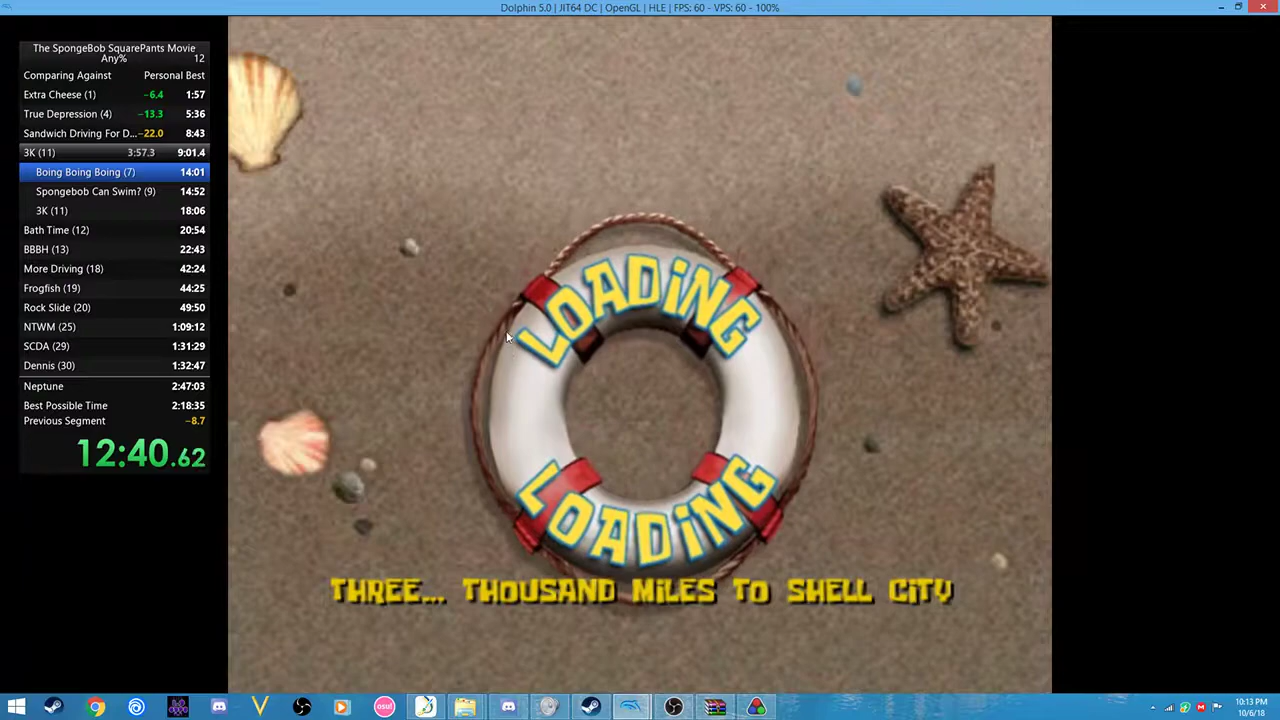 Dolphin 5.0 | JIT64 DC | OpenGL | HLE | FPS: 60 - VPS: 60 - 100%
The SpongeBob SquarePants Movie
Any% 12
Comparing Against Personal Best
Extra Cheese (1) -6.4 1:57
True Depression (4) -13.3 5:36
Sandwich Driving For D... -22.0 8:43
3K (11) 3:57.3 9:01.4
Boing Boing Boing (7) 14:01
Spongebob Can Swim? (9) 14:52
3K (11) 18:06
Bath Time (12) 20:54
BBBH (13) 22:43
More Driving (18) 42:24
Frogfish (19) 44:25
Rock Slide (20) 49:50
NTWM (25) 1:09:12
SCDA (29) 1:31:29
Dennis (30) 1:32:47
Neptune 2:47:03
Best Possible Time 2:18:35
Previous Segment -8.7
12:40.62
LOADiNG
LOADiNG
THREE... THOUSAND MiLES TO SHELL CiTY
osu!
10:13 PM
10/6/18